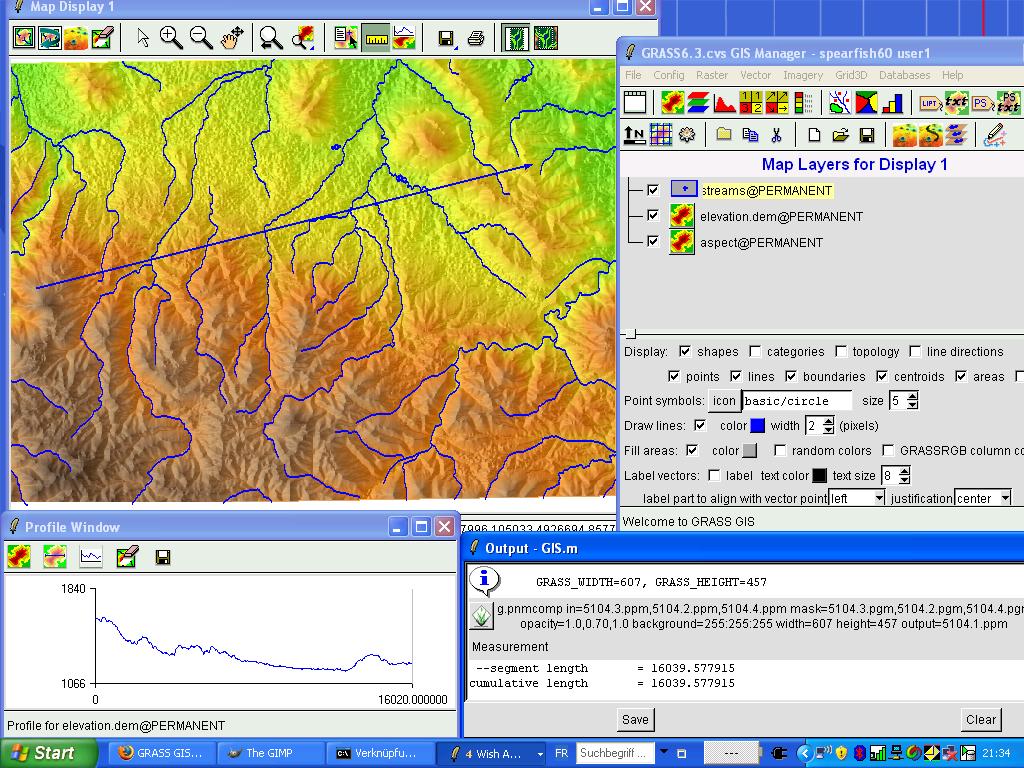 Map Display 1
GRASS6.3.cvs GIS Manager - spearfish60 user1
File Config Raster Vector Imagery Grid3D Databases Help
Map Layers for Display 1
streams@PERMANENT
elevation.dem@PERMANENT
aspect@PERMANENT
Display: shapes categories topology line directions
points lines boundaries centroids areas
Point symbols: icon basic/circle size 5
Draw lines: color width 2 (pixels)
Fill areas: color random colors GRASSRGB column
Label vectors: label text color text size 8
label part to align with vector point left justification center
Welcome to GRASS GIS
Profile Window
1840
1066
0 16020.000000
Profile for elevation.dem@PERMANENT
Output - GIS.m
GRASS_WIDTH=607, GRASS_HEIGHT=457
g.pnmcomp in=5104.3.ppm,5104.2.ppm,5104.4.ppm mask=5104.3.pgm,5104.2.pgm,5104.4.pgm
opacity=1.0,0.70,1.0 background=255:255:255 width=607 height=457 output=5104.1.ppm
Measurement
--segment length = 16039.577915
cumulative length = 16039.577915
Save Clear
Start GRASS GIS... The GIMP Verknüpfu... 4 Wish A... FR Suchbegriff ... --- 21:34